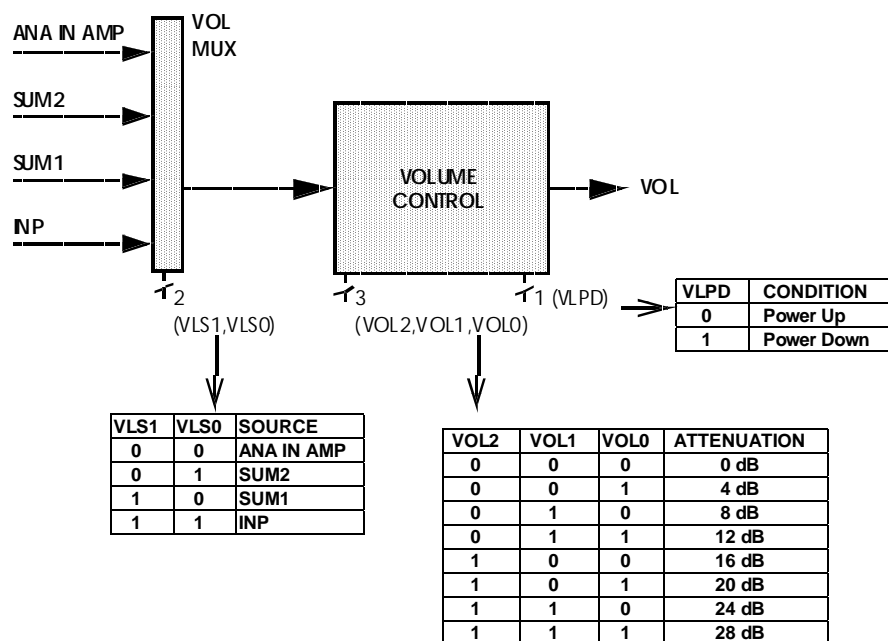 ANA IN AMP
VOL
MUX
SUM2
SUM1
INP
VOLUME
CONTROL
VOL
2
(VLS1,VLS0)
3
(VOL2,VOL1,VOL0)
1 (VLPD)
VLPD CONDITION
0 Power Up
1 Power Down
VLS1 VLS0 SOURCE
0 0 ANA IN AMP
0 1 SUM2
1 0 SUM1
1 1 INP
VOL2 VOL1 VOL0 ATTENUATION
0 0 0 0 dB
0 0 1 4 dB
0 1 0 8 dB
0 1 1 12 dB
1 0 0 16 dB
1 0 1 20 dB
1 1 0 24 dB
1 1 1 28 dB